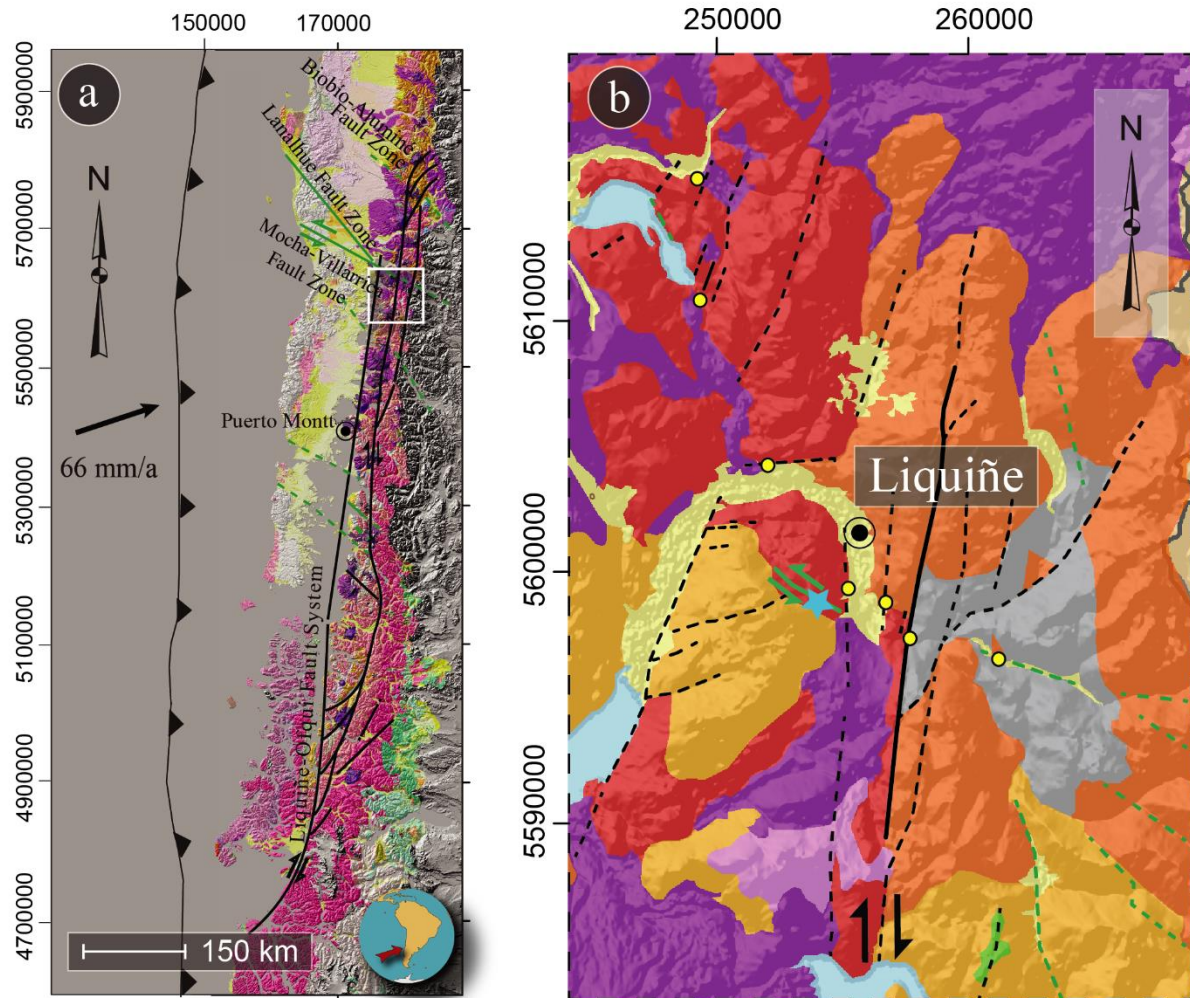 150000 170000
a
5900000
5700000
5500000
5300000
5100000
4900000
4700000
N
Biobío-Aluminé
Fault Zone
Lanalhue Fault Zone
Mocha-Villarrica
Fault Zone
Puerto Montt
66 mm/a
Liquiñe-Ofqui Fault System
150 km
250000 260000
b
5610000
5600000
5590000
N
Liquiñe